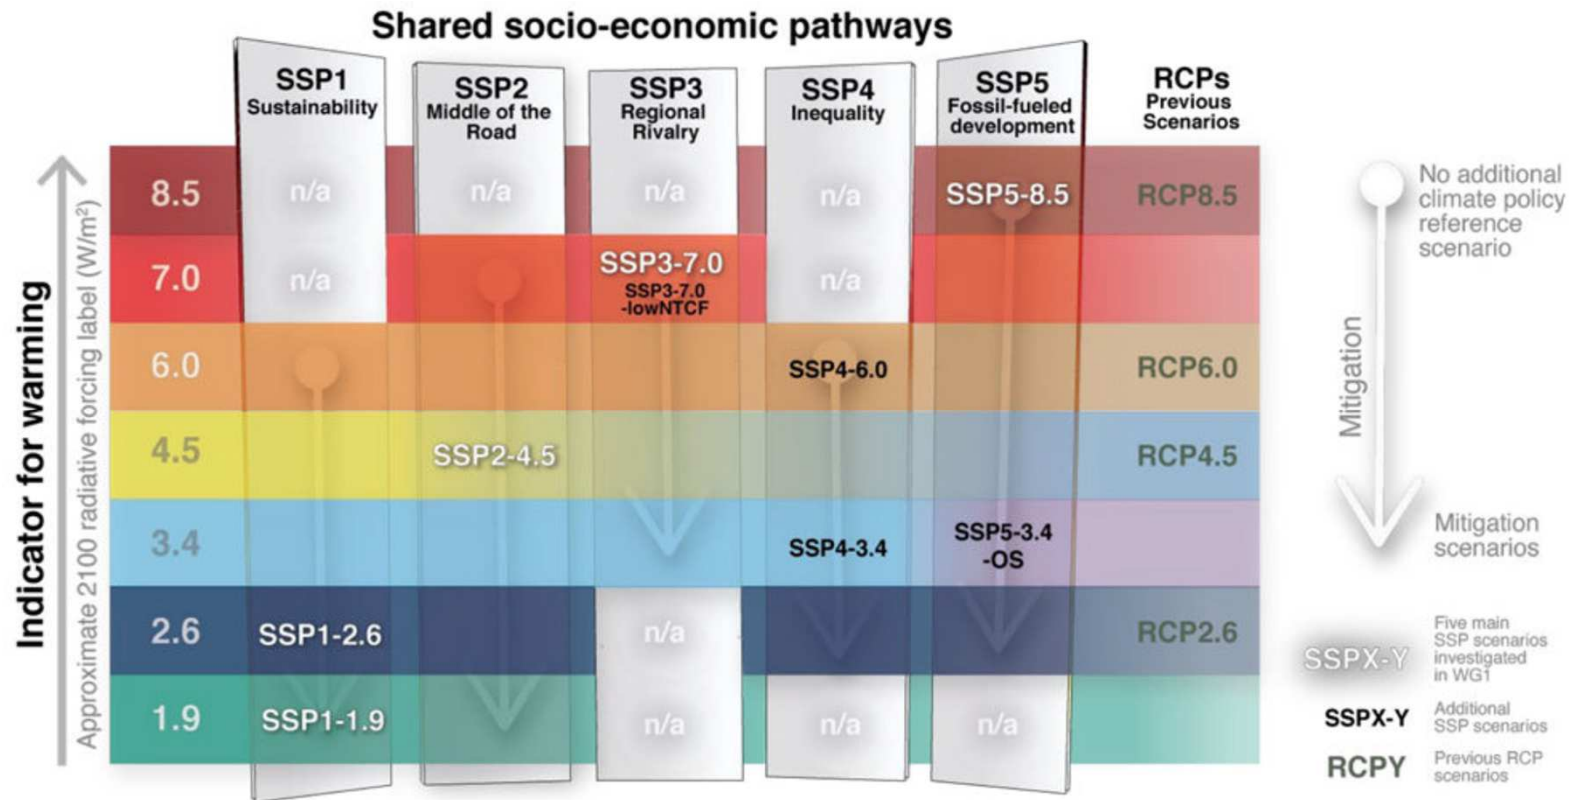 Shared socio-economic pathways
SSP1
Sustainability
SSP2
Middle of the
Road
SSP3
Regional
Rivalry
SSP4
Inequality
SSP5
Fossil-fueled
development
RCPs
Previous
Scenarios
Indicator for warming
Approximate 2100 radiative forcing label (W/m²)
8.5
n/a
n/a
n/a
n/a
SSP5-8.5
RCP8.5
7.0
n/a
SSP3-7.0
SSP3-7.0
-lowNTCF
n/a
6.0
SSP4-6.0
RCP6.0
4.5
SSP2-4.5
RCP4.5
3.4
SSP4-3.4
SSP5-3.4
-OS
2.6
SSP1-2.6
n/a
RCP2.6
1.9
SSP1-1.9
n/a
n/a
n/a
No additional
climate policy
reference
scenario
Mitigation
Mitigation
scenarios
SSPX-Y
Five main
SSP scenarios
investigated
in WG1
SSPX-Y
Additional
SSP scenarios
RCPY
Previous RCP
scenarios